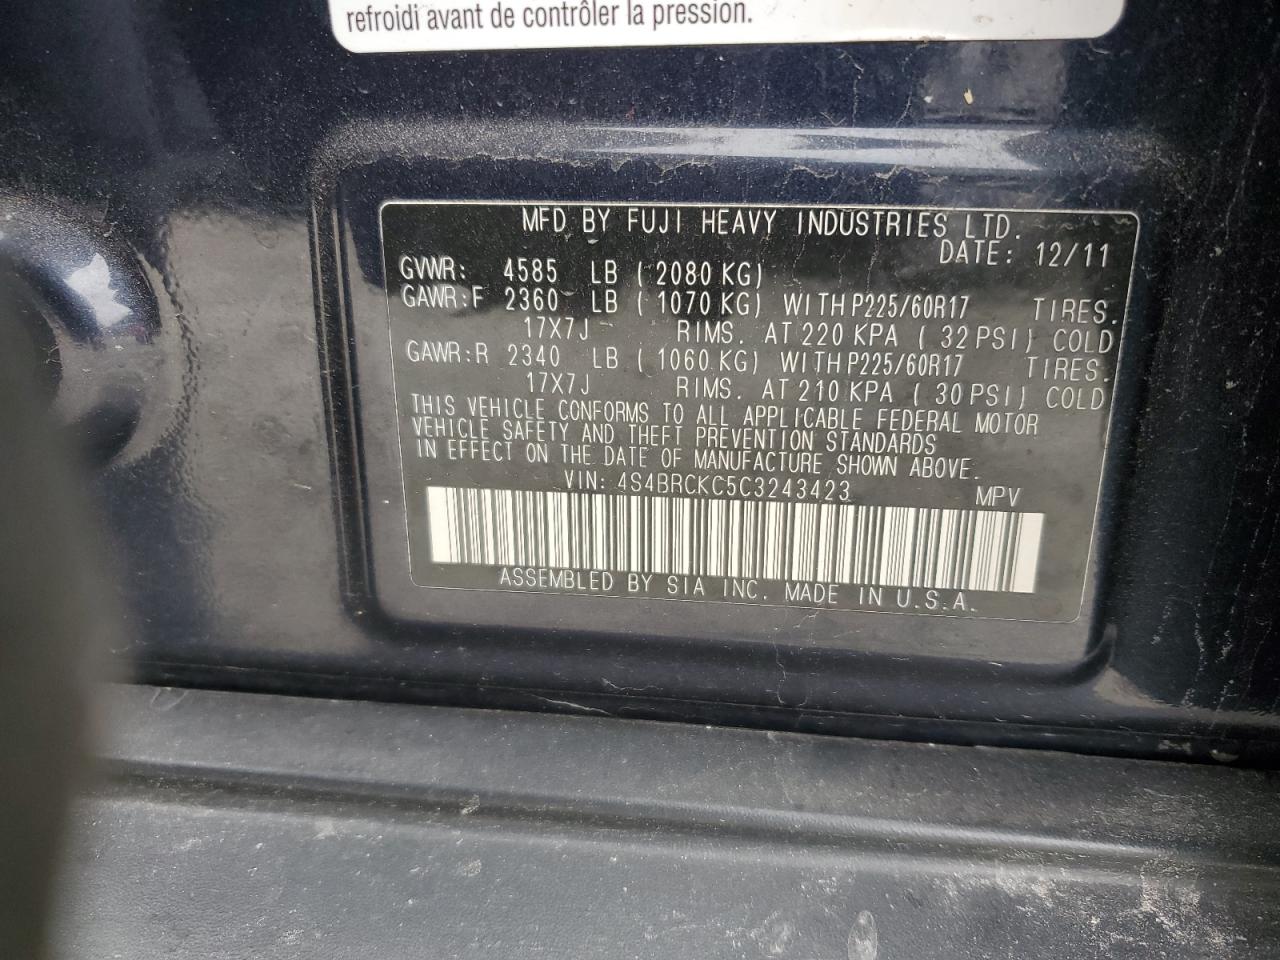 refroidi avant de contrôler la pression.
MFD BY FUJI HEAVY INDUSTRIES LTD.
DATE: 12/11
GVWR: 4585 LB (2080 KG)
GAWR:F 2360 LB (1070 KG) WITH P225/60R17 TIRES.
17X7J RIMS. AT 220 KPA (32 PSI) COLD
GAWR:R 2340 LB (1060 KG) WITH P225/60R17 TIRES.
17X7J RIMS. AT 210 KPA (30 PSI) COLD
THIS VEHICLE CONFORMS TO ALL APPLICABLE FEDERAL MOTOR
VEHICLE SAFETY AND THEFT PREVENTION STANDARDS
IN EFFECT ON THE DATE OF MANUFACTURE SHOWN ABOVE.
VIN: 4S4BRCKC5C3243423 MPV
ASSEMBLED BY SIA INC. MADE IN U.S.A.